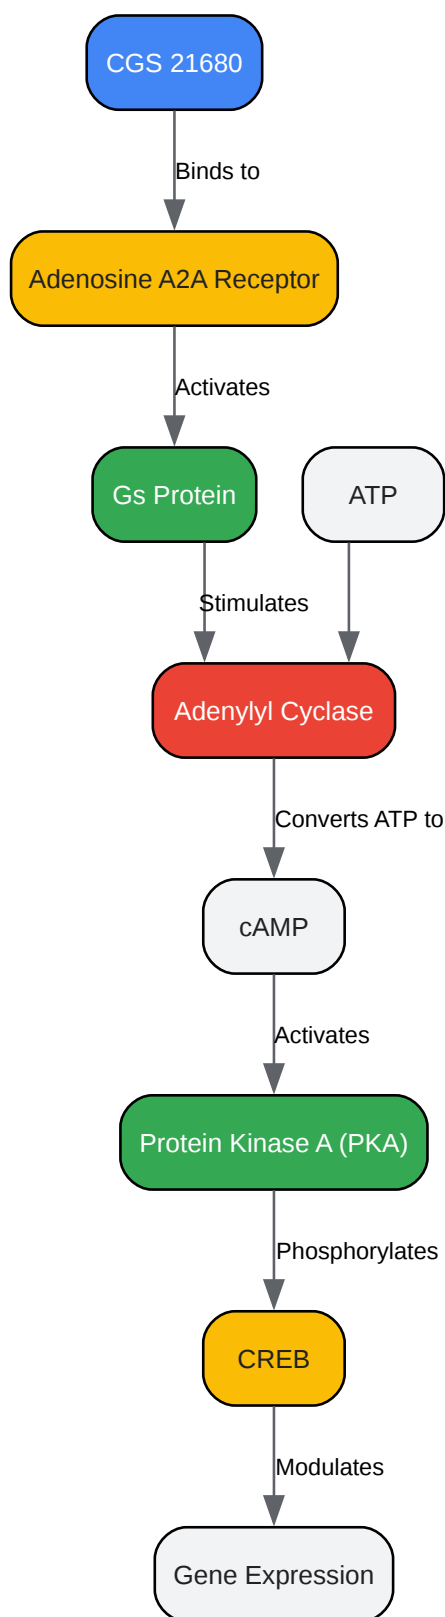 CGS 21680
Binds to
Adenosine A2A Receptor
Activates
Gs Protein
ATP
Stimulates
Adenylyl Cyclase
Converts ATP to
cAMP
Activates
Protein Kinase A (PKA)
Phosphorylates
CREB
Modulates
Gene Expression